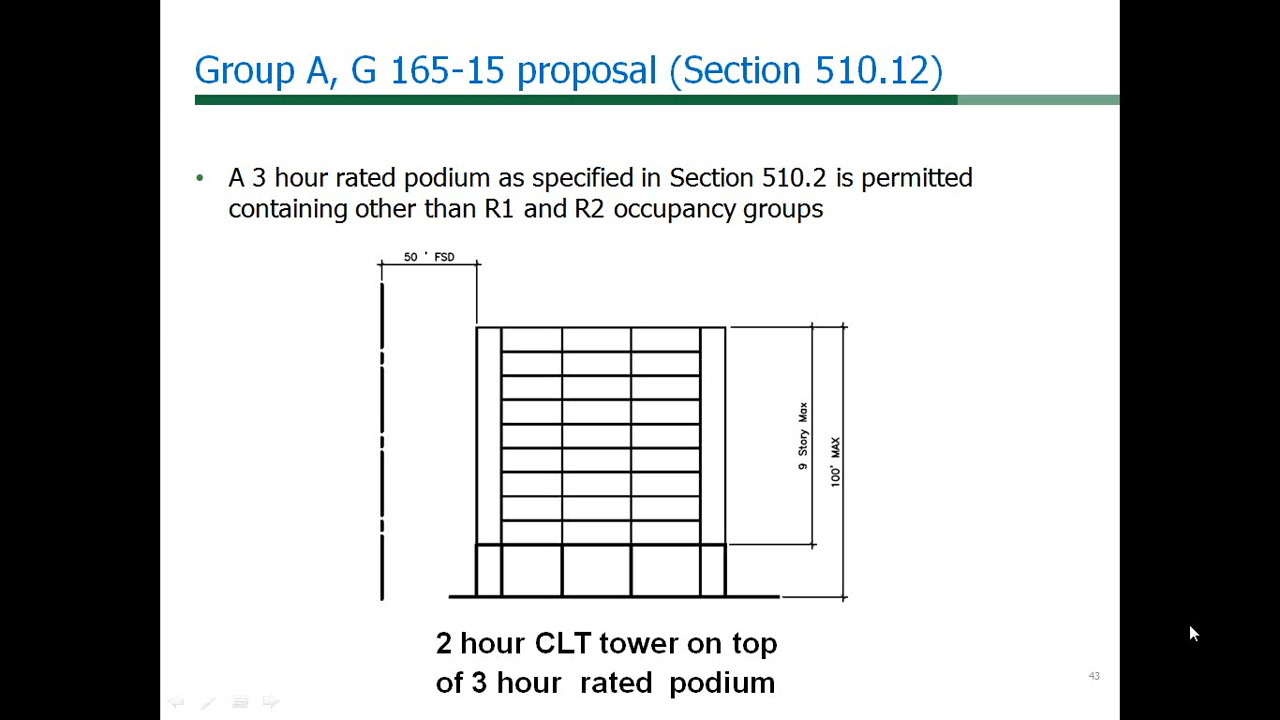 Group A, G 165-15 proposal (Section 510.12)
• A 3 hour rated podium as specified in Section 510.2 is permitted
containing other than R1 and R2 occupancy groups
50 ' FSD
9 Story Max
100' MAX
2 hour CLT tower on top
of 3 hour rated podium
43